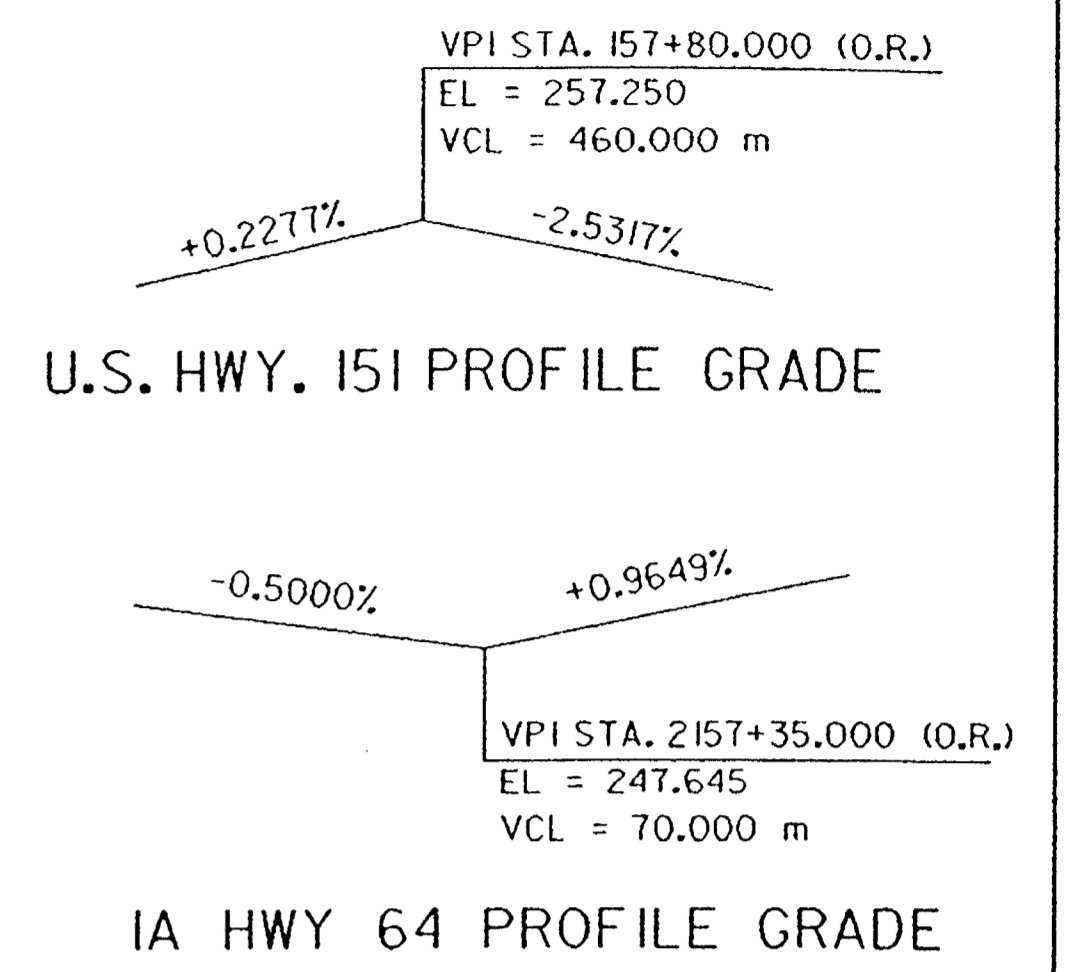 VPI STA. 157+80.000 (O.R.)
EL = 257.250
VCL = 460.000 m
+0.2277%
-2.5317%
U.S. HWY. 151 PROFILE GRADE
-0.5000%
+0.9649%
VPI STA. 2157+35.000 (O.R.)
EL = 247.645
VCL = 70.000 m
IA HWY 64 PROFILE GRADE